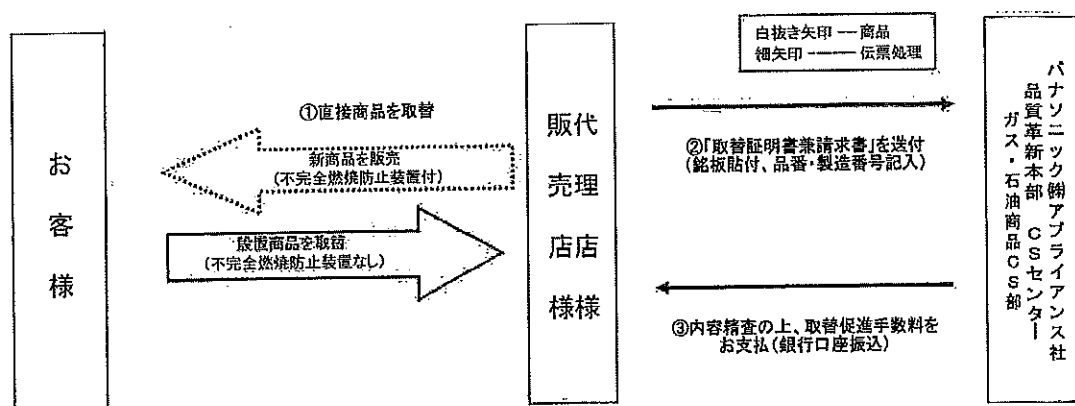 白抜き矢印 ── 商品
細矢印 ──── 伝票処理
お客様
①直接商品を取替
新商品を販売
(不完全燃焼防止装置付)
設置商品を取替
(不完全燃焼防止装置なし)
代理店様
販売店様
②「取替証明書兼請求書」を送付
(銘板貼付、品番・製造番号記入)
③内容精査の上、取替促進手数料を
お支払(銀行口座振込)
パナソニック㈱アプライアンス社
品質革新本部 CSセンター
ガス・石油商品CS部